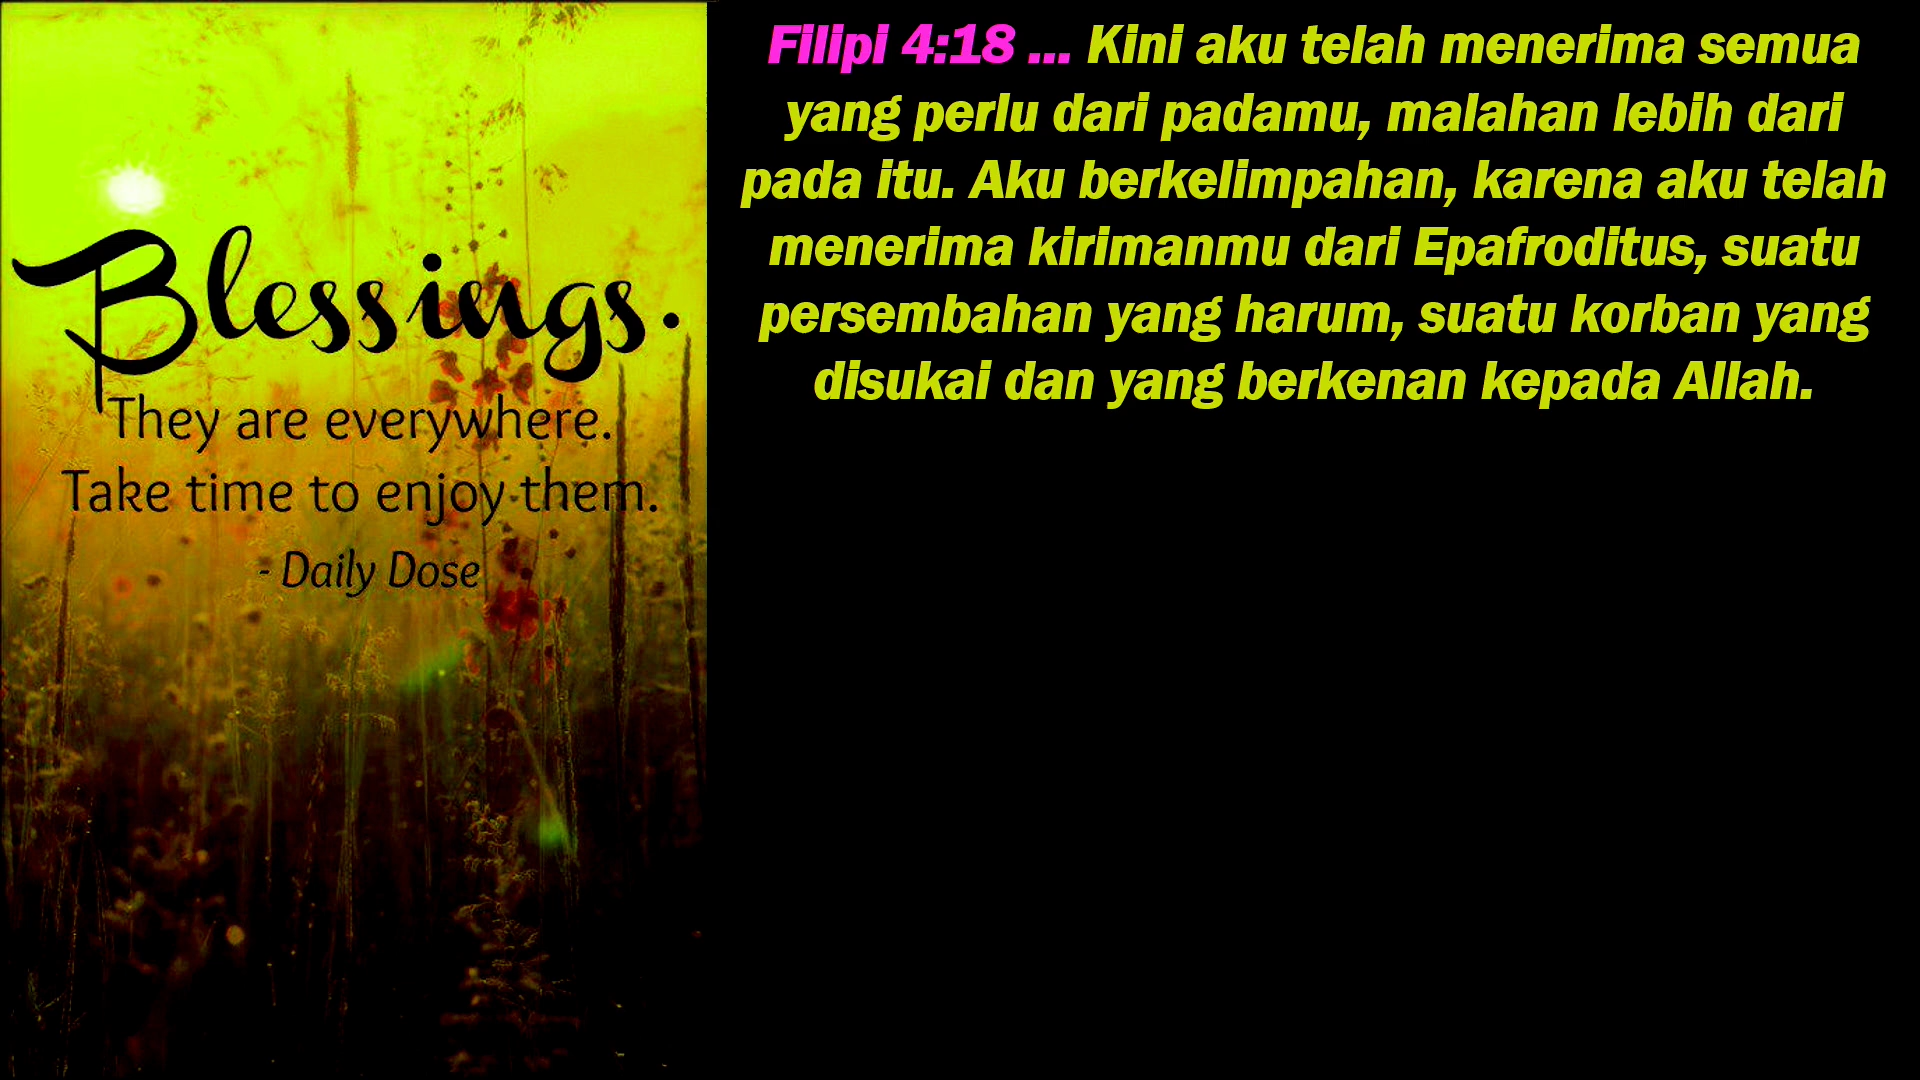 Blessings.
They are everywhere.
Take time to enjoy them.
- Daily Dose
Filipi 4:18 ... Kini aku telah menerima semua
yang perlu dari padamu, malahan lebih dari
pada itu. Aku berkelimpahan, karena aku telah
menerima kirimanmu dari Epafroditus, suatu
persembahan yang harum, suatu korban yang
disukai dan yang berkenan kepada Allah.